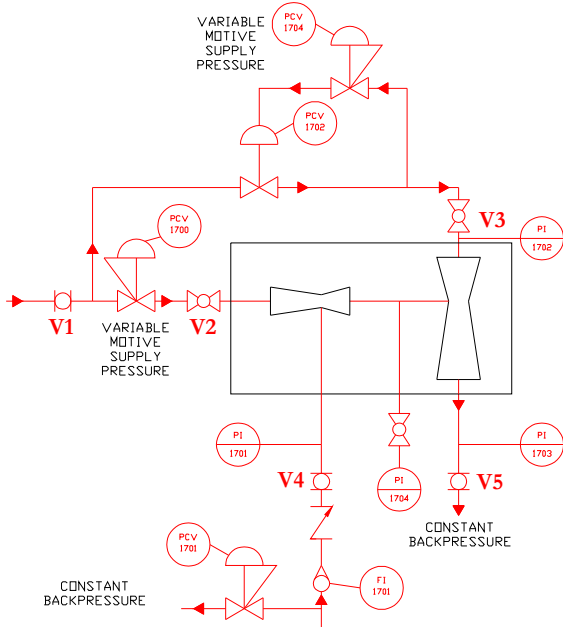 VARIABLE
MOTIVE
SUPPLY
PRESSURE
PCV
1704
PCV
1702
PCV
1700
V3
PI
1702
V1
V2
VARIABLE
MOTIVE
SUPPLY
PRESSURE
PI
1701
PI
1703
V4
PI
1704
V5
CONSTANT
BACKPRESSURE
PCV
1701
CONSTANT
BACKPRESSURE
FI
1701